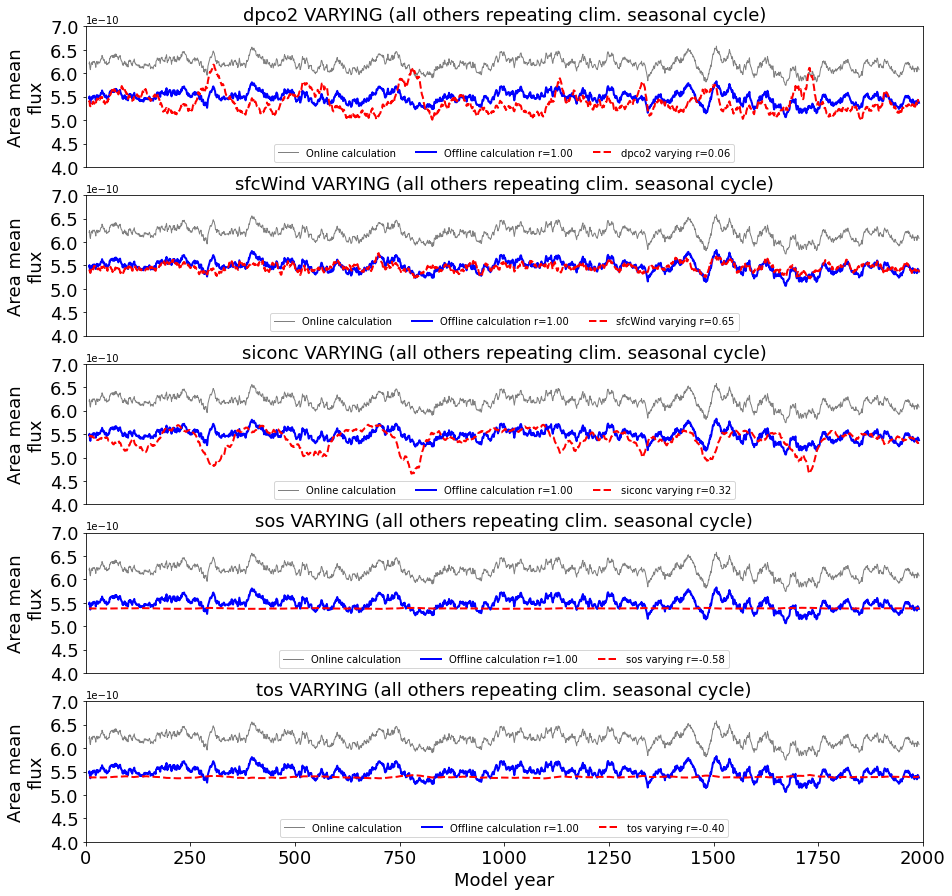 dpco2 VARYING (all others repeating clim. seasonal cycle)
1e−10
7.0
6.5
6.0
5.5
5.0
4.5
4.0
Area mean
flux
Online calculation
Offline calculation r=1.00
dpco2 varying r=0.06
sfcWind VARYING (all others repeating clim. seasonal cycle)
1e−10
7.0
6.5
6.0
5.5
5.0
4.5
4.0
Area mean
flux
Online calculation
Offline calculation r=1.00
sfcWind varying r=0.65
siconc VARYING (all others repeating clim. seasonal cycle)
1e−10
7.0
6.5
6.0
5.5
5.0
4.5
4.0
Area mean
flux
Online calculation
Offline calculation r=1.00
siconc varying r=0.32
sos VARYING (all others repeating clim. seasonal cycle)
1e−10
7.0
6.5
6.0
5.5
5.0
4.5
4.0
Area mean
flux
Online calculation
Offline calculation r=1.00
sos varying r=-0.58
tos VARYING (all others repeating clim. seasonal cycle)
1e−10
7.0
6.5
6.0
5.5
5.0
4.5
4.0
Area mean
flux
Online calculation
Offline calculation r=1.00
tos varying r=-0.40
0 250 500 750 1000 1250 1500 1750 2000
Model year